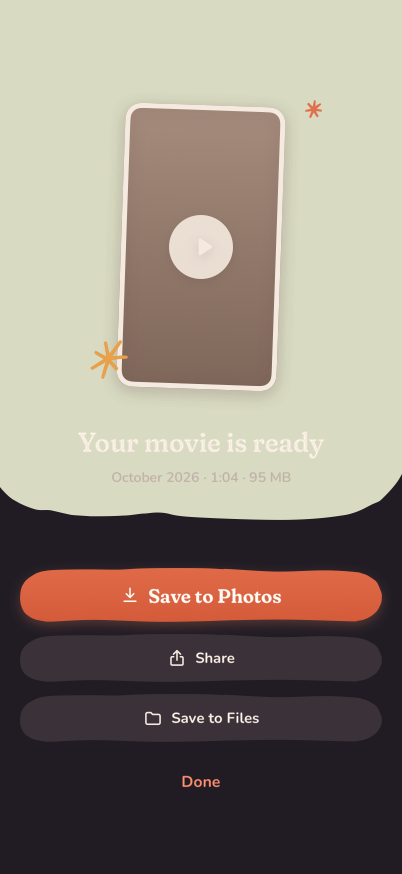 Your movie is ready
October 2026 · 1:04 · 95 MB
Save to Photos
Share
Save to Files
Done